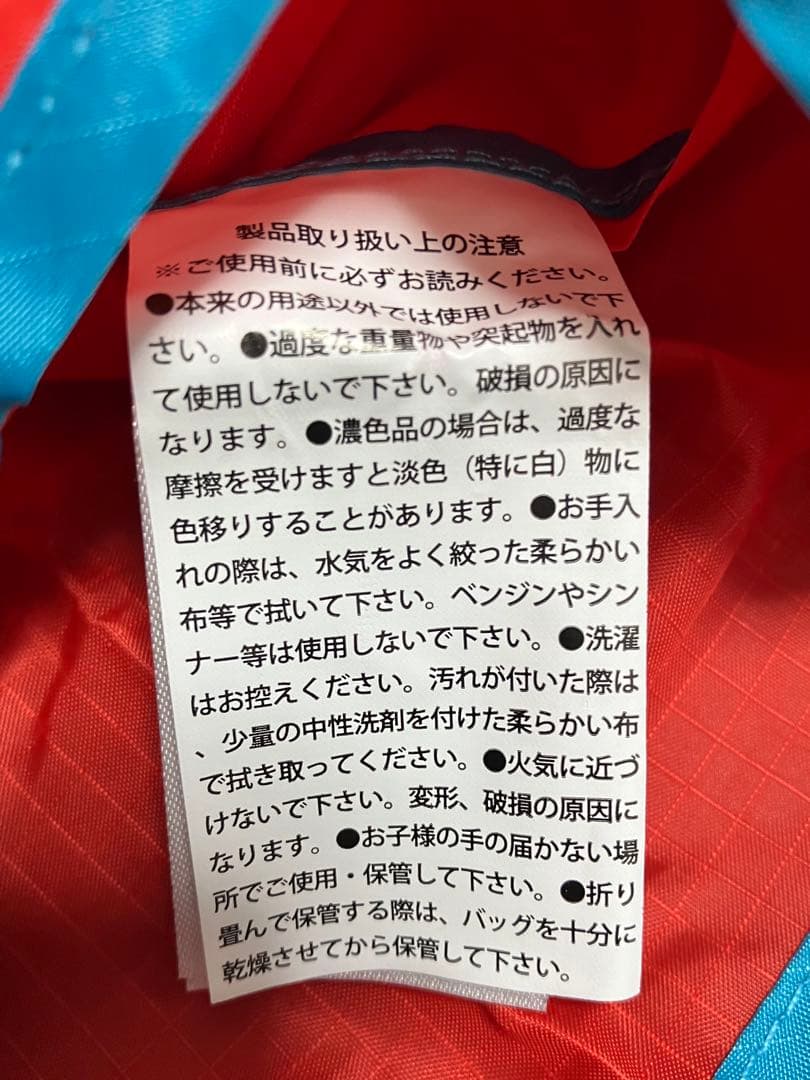 製品取り扱い上の注意
※ご使用前に必ずお読みください。
●本来の用途以外では使用しないで下
さい。●過度な重量物や突起物を入れ
て使用しないで下さい。破損の原因に
なります。●濃色品の場合は、過度な
摩擦を受けますと淡色（特に白）物に
色移りすることがあります。●お手入
れの際は、水気をよく絞った柔らかい
布等で拭いて下さい。ベンジンやシン
ナー等は使用しないで下さい。●洗濯
はお控えください。汚れが付いた際は
、少量の中性洗剤を付けた柔らかい布
で拭き取ってください。●火気に近づ
けないで下さい。変形、破損の原因に
なります。●お子様の手の届かない場
所でご使用・保管して下さい。●折り
畳んで保管する際は、バッグを十分に
乾燥させてから保管して下さい。